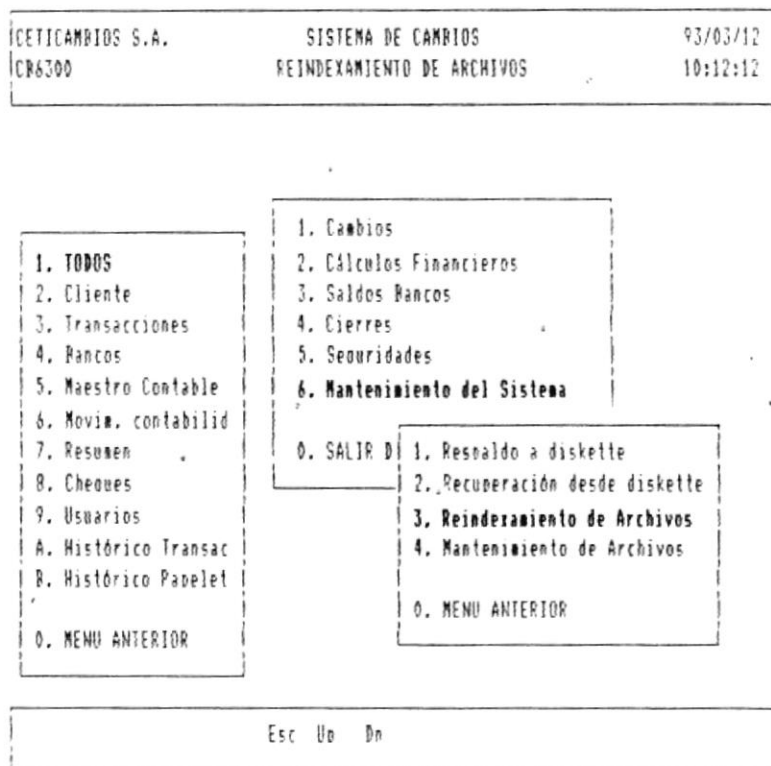 CETICAMBIOS S.A. SISTEMA DE CAMBIOS 93/03/12
CB6300 REINDEXAMIENTO DE ARCHIVOS 10:12:12
1. Cambios
2. Cálculos Financieros
3. Saldos Bancos
4. Cierres
5. Seguridades
6. Mantenimiento del Sistema
0. SALIR D
1. TODOS
2. Cliente
3. Transacciones
4. Bancos
5. Maestro Contable
6. Movim. contabilid
7. Resumen
8. Cheques
9. Usuarios
A. Histórico Transac
B. Histórico Papelet
0. MENU ANTERIOR
1. Respaldo a diskette
2. Recuperación desde diskette
3. Reindexamiento de Archivos
4. Mantenimiento de Archivos
0. MENU ANTERIOR
Esc Up Dn